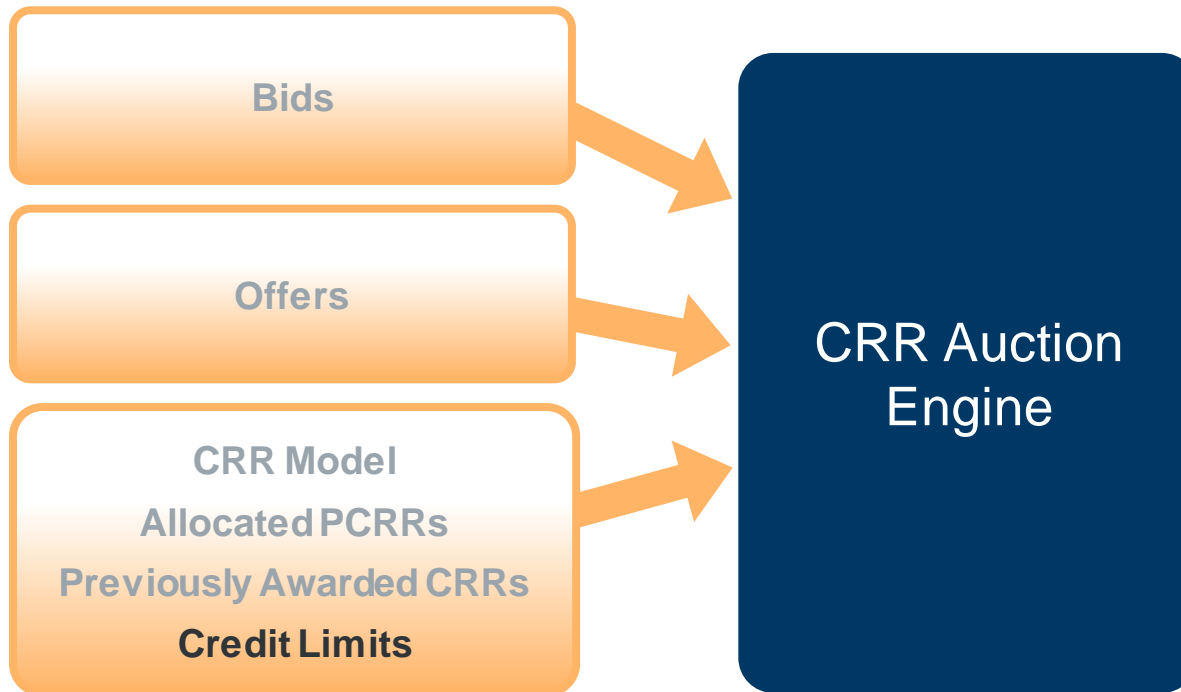 Bids
Offers
CRR Model
Allocated PCRRs
Previously Awarded CRRs
Credit Limits
CRR Auction
Engine